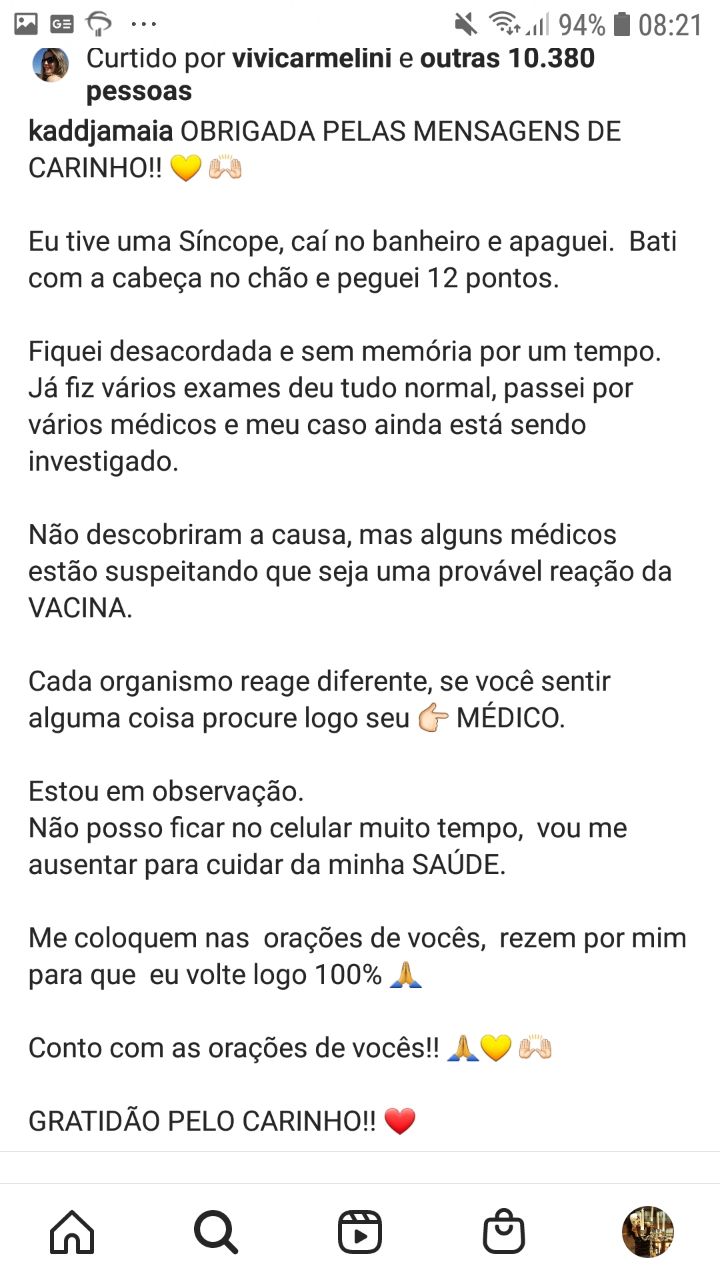 GE
94% 08:21
Curtido por vivicarmelini e outras 10.380
pessoas
kaddjamaia OBRIGADA PELAS MENSAGENS DE
CARINHO!! 💛 🙌🏻
Eu tive uma Síncope, caí no banheiro e apaguei. Bati
com a cabeça no chão e peguei 12 pontos.
Fiquei desacordada e sem memória por um tempo.
Já fiz vários exames deu tudo normal, passei por
vários médicos e meu caso ainda está sendo
investigado.
Não descobriram a causa, mas alguns médicos
estão suspeitando que seja uma provável reação da
VACINA.
Cada organismo reage diferente, se você sentir
alguma coisa procure logo seu 👉🏻 MÉDICO.
Estou em observação.
Não posso ficar no celular muito tempo, vou me
ausentar para cuidar da minha SAÚDE.
Me coloquem nas orações de vocês, rezem por mim
para que eu volte logo 100% 🙏
Conto com as orações de vocês!! 🙏💛 🙌🏻
GRATIDÃO PELO CARINHO!! ❤️